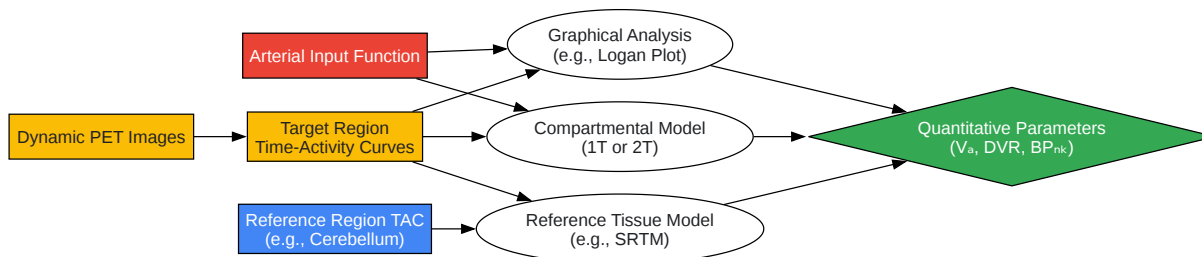 Arterial Input Function
Graphical Analysis
(e.g., Logan Plot)
Dynamic PET Images
Target Region
Time-Activity Curves
Compartmental Model
(1T or 2T)
Quantitative Parameters
(Vₐ, DVR, BPₙₖ)
Reference Region TAC
(e.g., Cerebellum)
Reference Tissue Model
(e.g., SRTM)